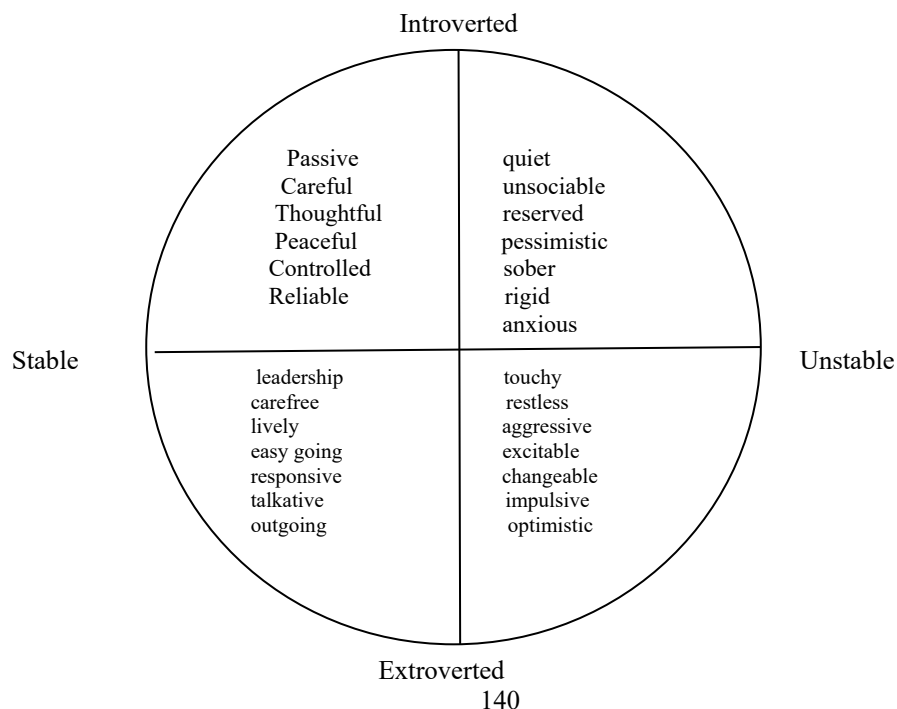 Introverted
Passive
Careful
Thoughtful
Peaceful
Controlled
Reliable
quiet
unsociable
reserved
pessimistic
sober
rigid
anxious
Stable
Unstable
leadership
carefree
lively
easy going
responsive
talkative
outgoing
touchy
restless
aggressive
excitable
changeable
impulsive
optimistic
Extroverted
140